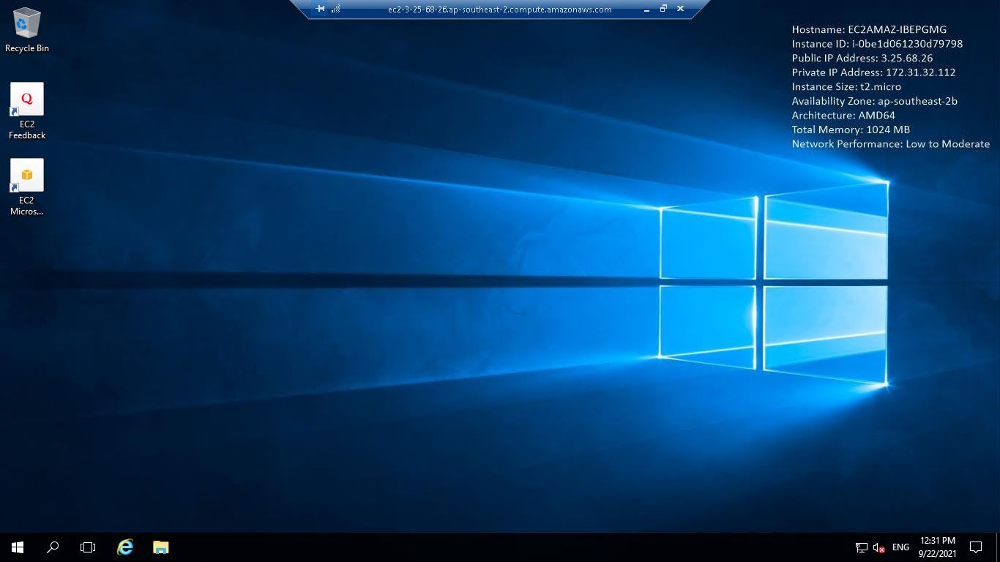 ec2-3-25-68-26.ap-southeast-2.compute.amazonaws.com
Recycle Bin
Q
EC2
Feedback
EC2
Micros...
Hostname: EC2AMAZ-IBEPGMG
Instance ID: i-0be1d061230d79798
Public IP Address: 3.25.68.26
Private IP Address: 172.31.32.112
Instance Size: t2.micro
Availability Zone: ap-southeast-2b
Architecture: AMD64
Total Memory: 1024 MB
Network Performance: Low to Moderate
ENG
12:31 PM
9/22/2021